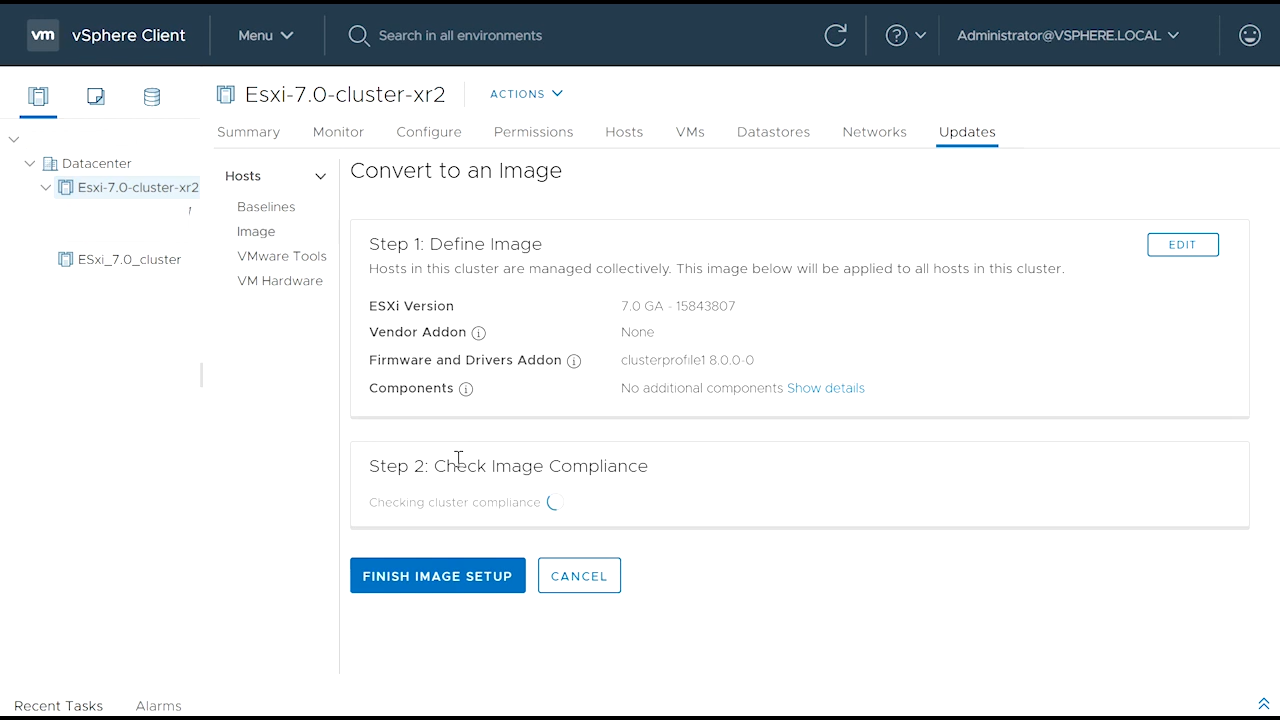 vm vSphere Client Menu Search in all environments Administrator@VSPHERE.LOCAL
Esxi-7.0-cluster-xr2 ACTIONS
Summary Monitor Configure Permissions Hosts VMs Datastores Networks Updates
Datacenter
Esxi-7.0-cluster-xr2
ESxi_7.0_cluster
Hosts
Baselines
Image
VMware Tools
VM Hardware
Convert to an Image
Step 1: Define Image
EDIT
Hosts in this cluster are managed collectively. This image below will be applied to all hosts in this cluster.
ESXi Version 7.0 GA - 15843807
Vendor Addon None
Firmware and Drivers Addon clusterprofile1 8.0.0-0
Components No additional components Show details
Step 2: Check Image Compliance
Checking cluster compliance
FINISH IMAGE SETUP CANCEL
Recent Tasks Alarms